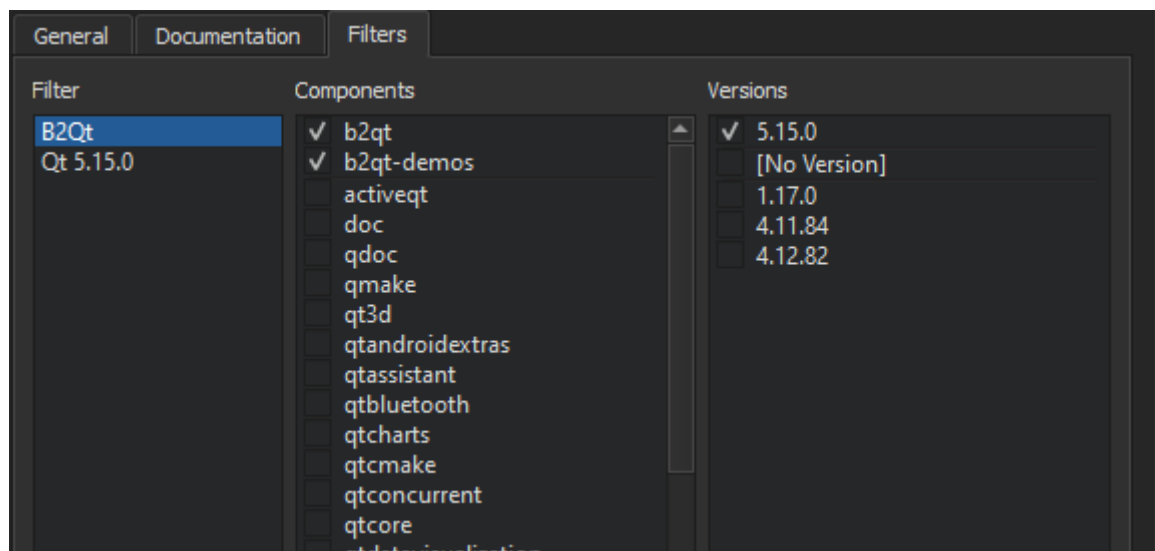 General Documentation Filters
Filter
B2Qt
Qt 5.15.0
Components
b2qt
b2qt-demos
activeqt
doc
qdoc
qmake
qt3d
qtandroidextras
qtassistant
qtbluetooth
qtcharts
qtcmake
qtconcurrent
qtcore
Versions
5.15.0
[No Version]
1.17.0
4.11.84
4.12.82